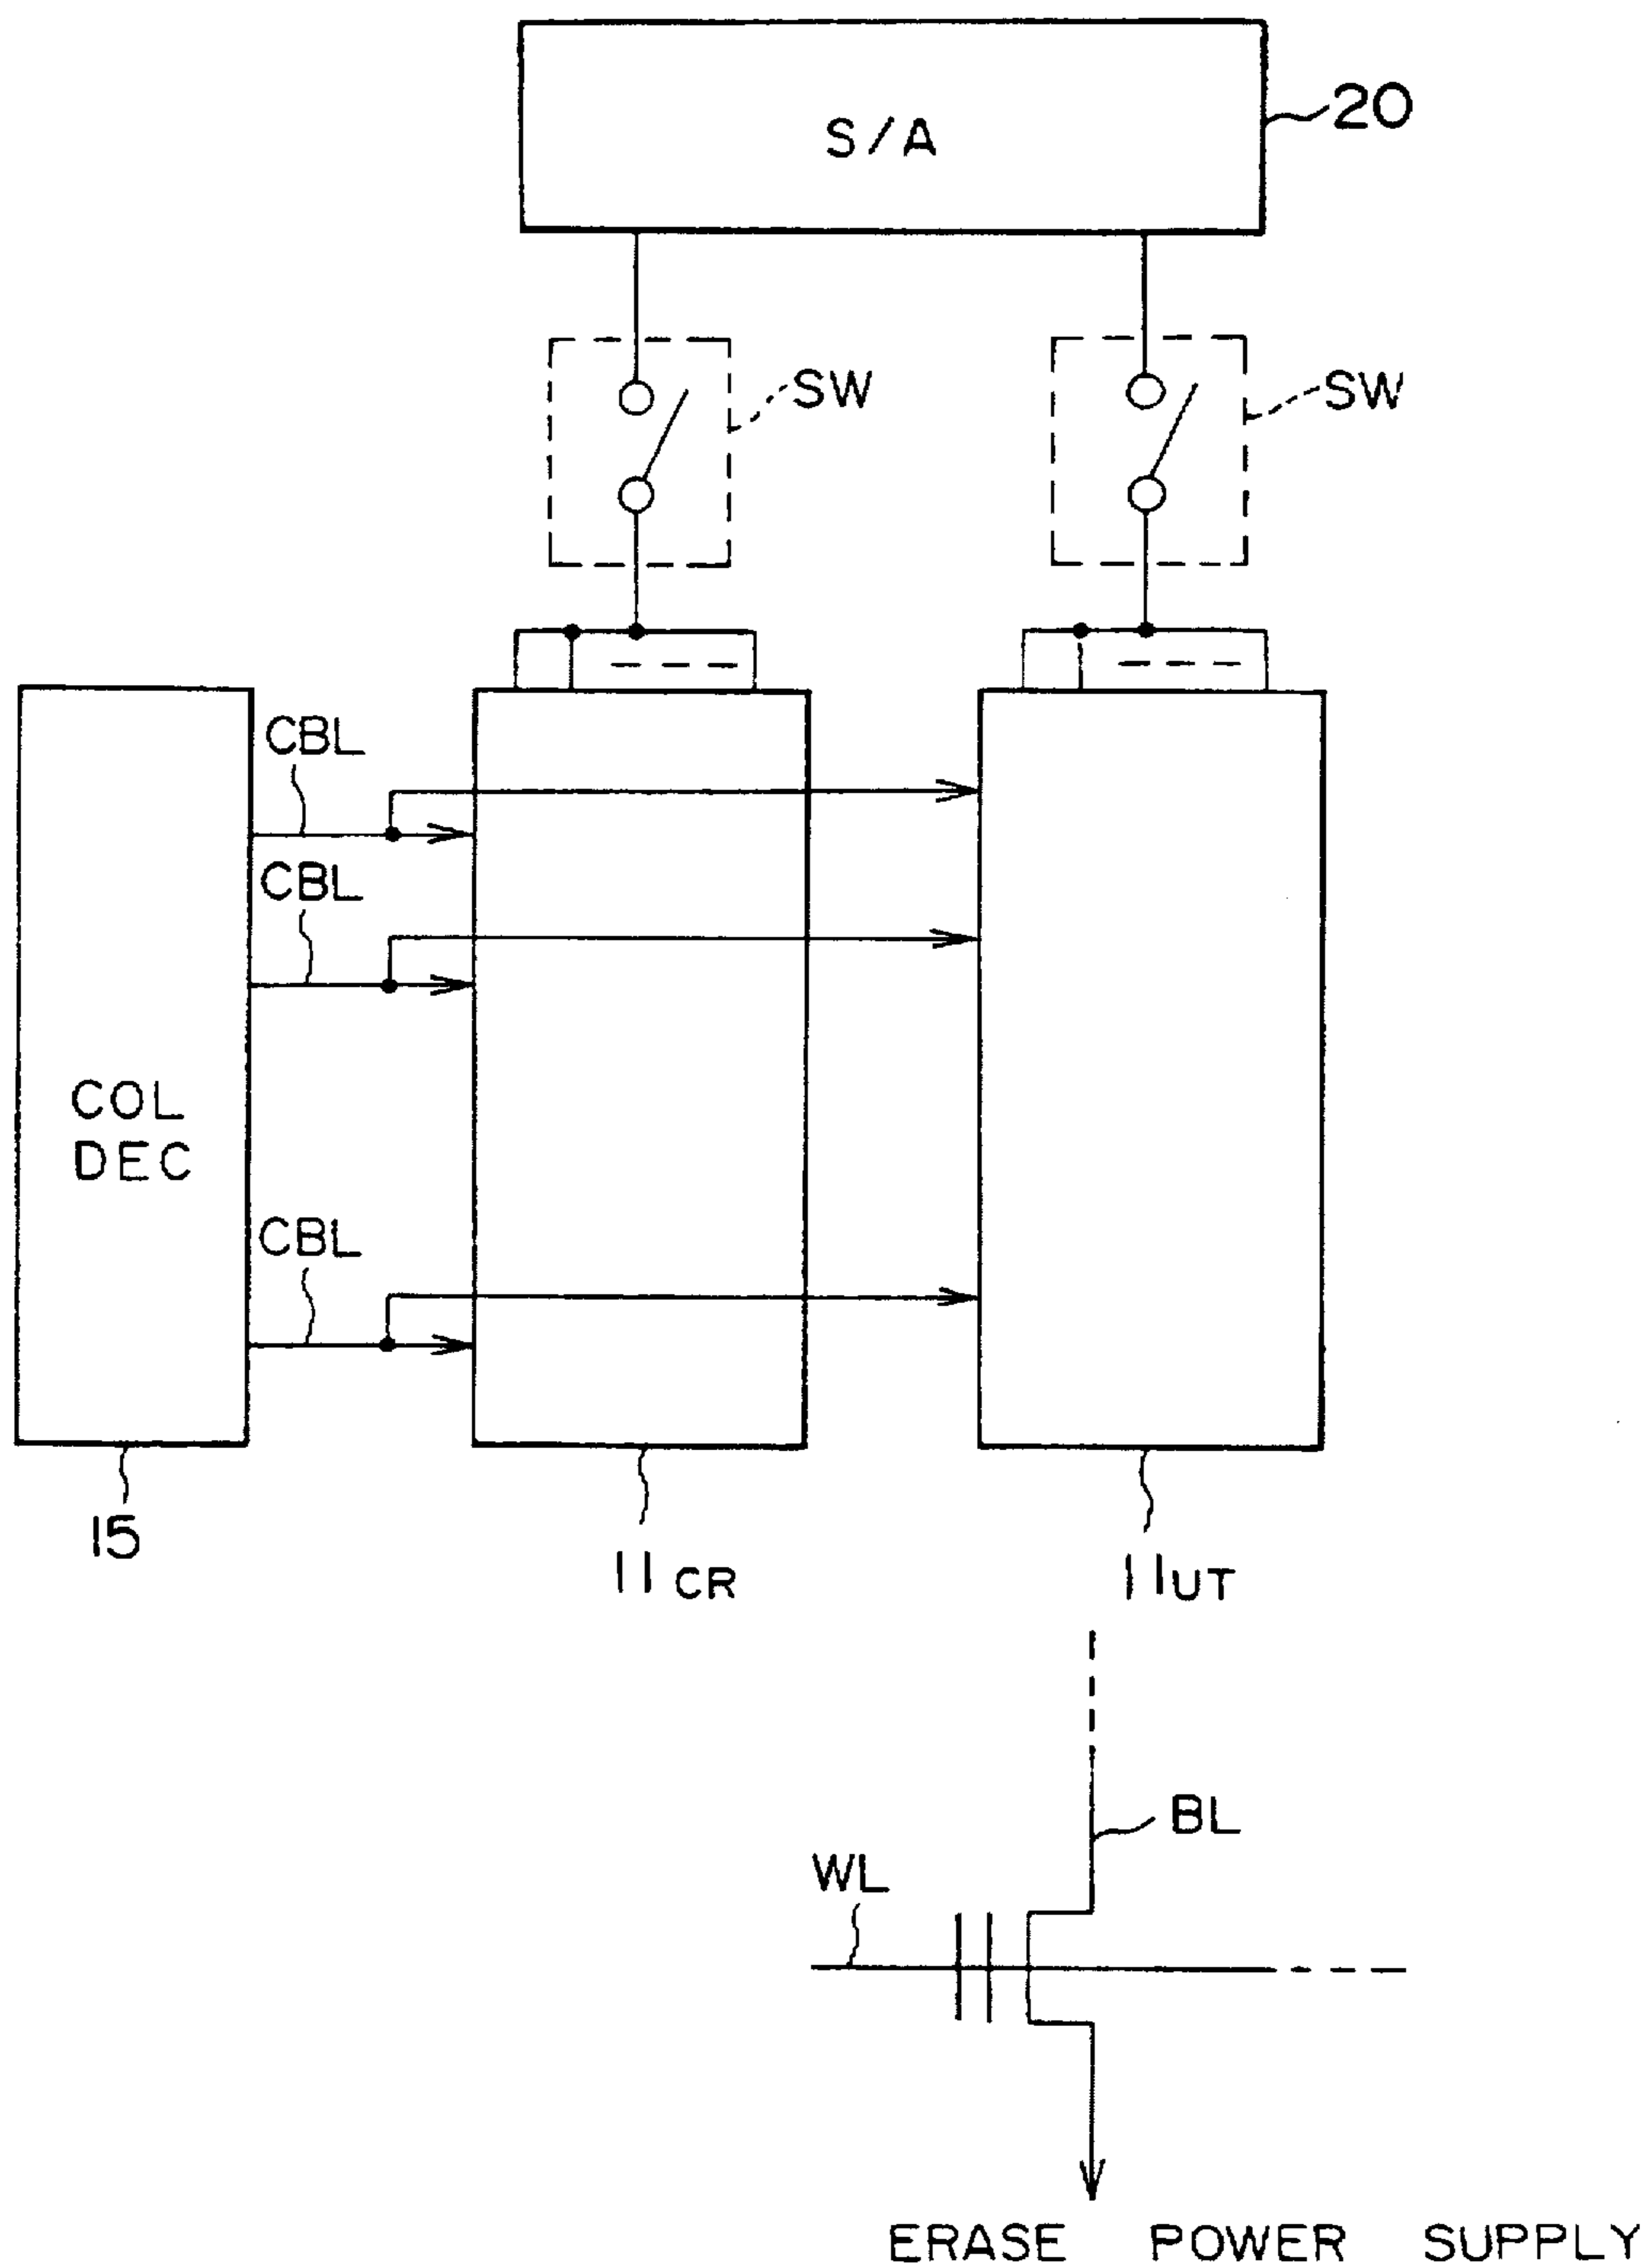 S/A
20
SW
SW
CBL
CBL
COL
DEC
CBL
15
11CR
11UT
BL
WL
ERASE POWER SUPPLY